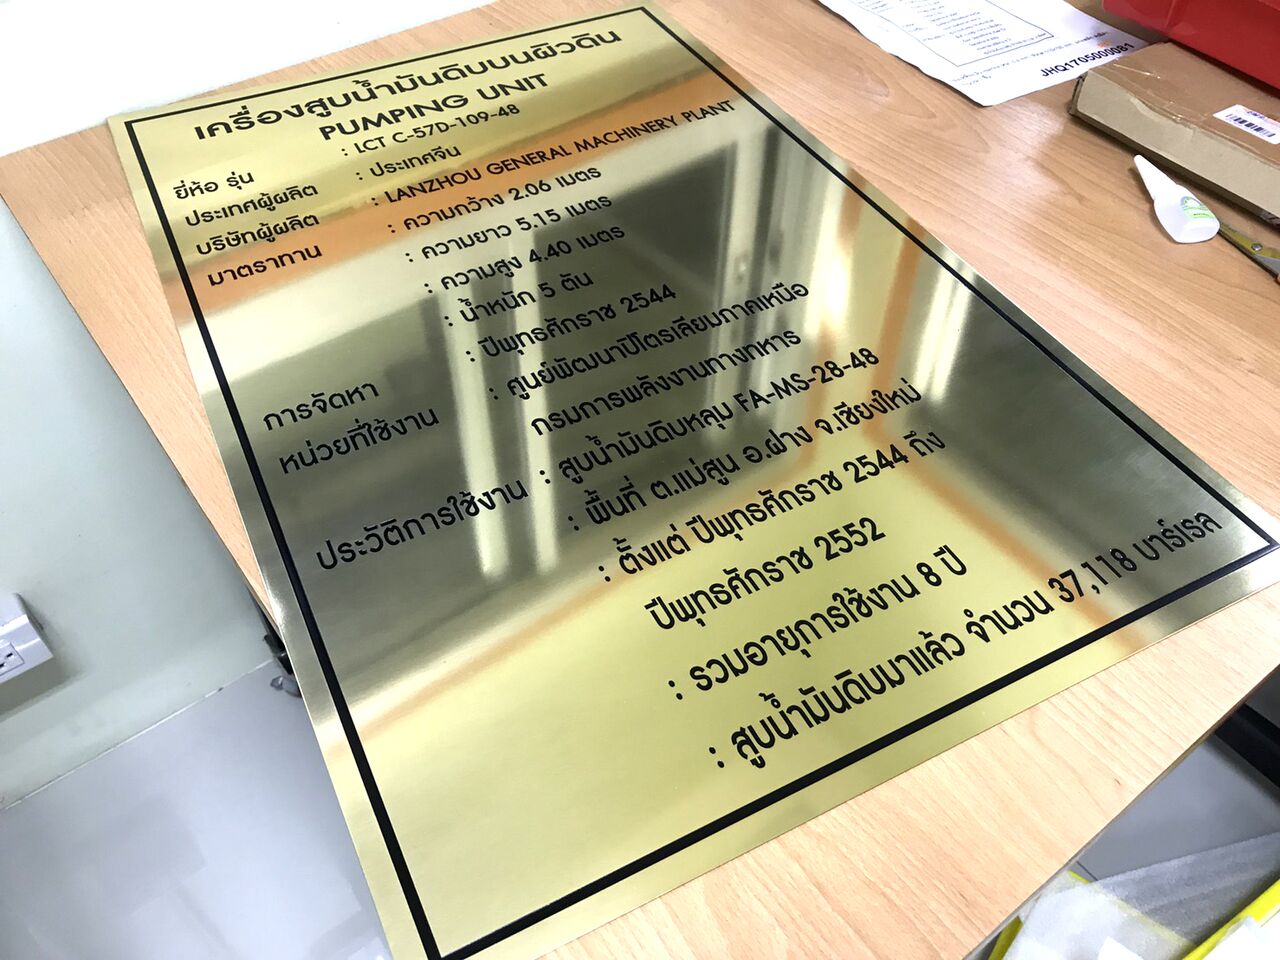 เครื่องสูบน้ำมันดิบบนผิวดิน
PUMPING UNIT
ยี่ห้อ รุ่น : LCT C-57D-109-48
ประเทศผู้ผลิต : ประเทศจีน
บริษัทผู้ผลิต : LANZHOU GENERAL MACHINERY PLANT
มาตราทาน : ความกว้าง 2.06 เมตร
: ความยาว 5.15 เมตร
: ความสูง 4.40 เมตร
: น้ำหนัก 5 ตัน
การจัดหา : ปีพุทธศักราช 2544
หน่วยที่ใช้งาน : ศูนย์พัฒนาปิโตรเลียมภาคเหนือ
กรมการพลังงานทางทหาร
ประวัติการใช้งาน : สูบน้ำมันดิบหลุม FA-MS-28-48
: พื้นที่ ต.แม่สูน อ.ฝาง จ.เชียงใหม่
: ตั้งแต่ ปีพุทธศักราช 2544 ถึง
ปีพุทธศักราช 2552
: รวมอายุการใช้งาน 8 ปี
: สูบน้ำมันดิบมาแล้ว จำนวน 37,118 บาร์เรล
JHQ1705000081